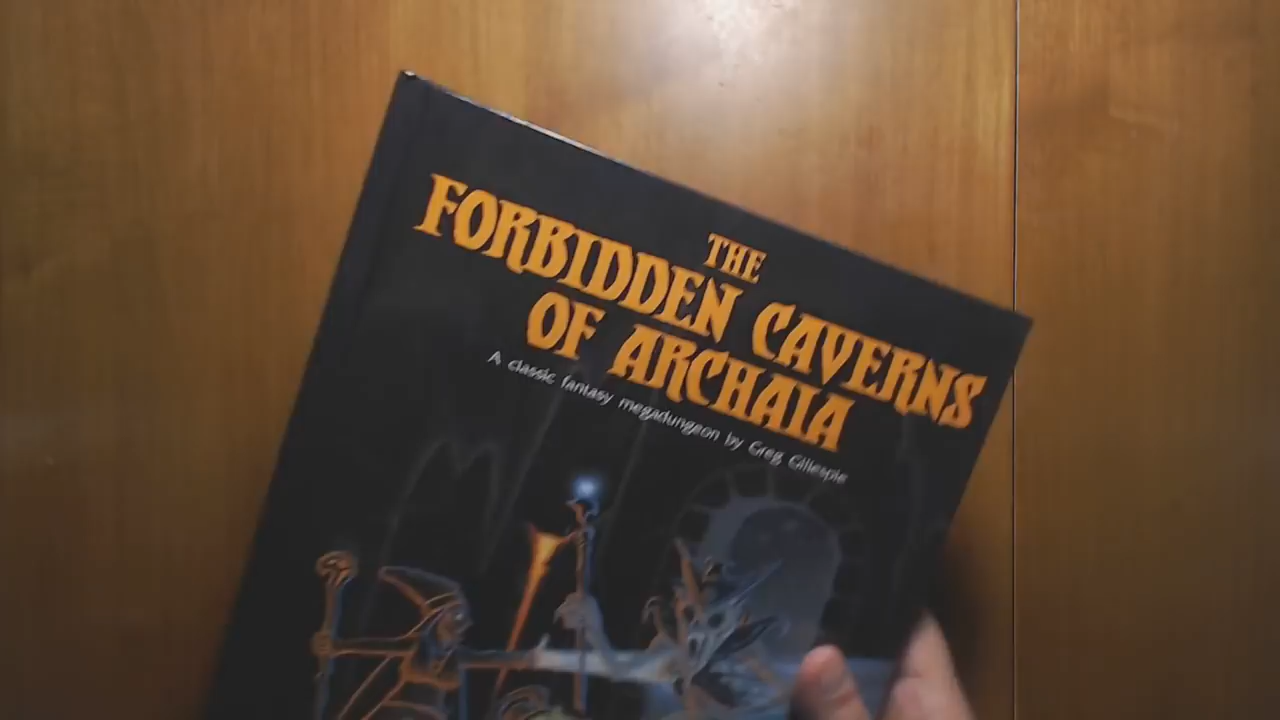 THE
FORBIDDEN CAVERNS
OF ARCHAIA
A classic fantasy megadungeon by Greg Gillespie